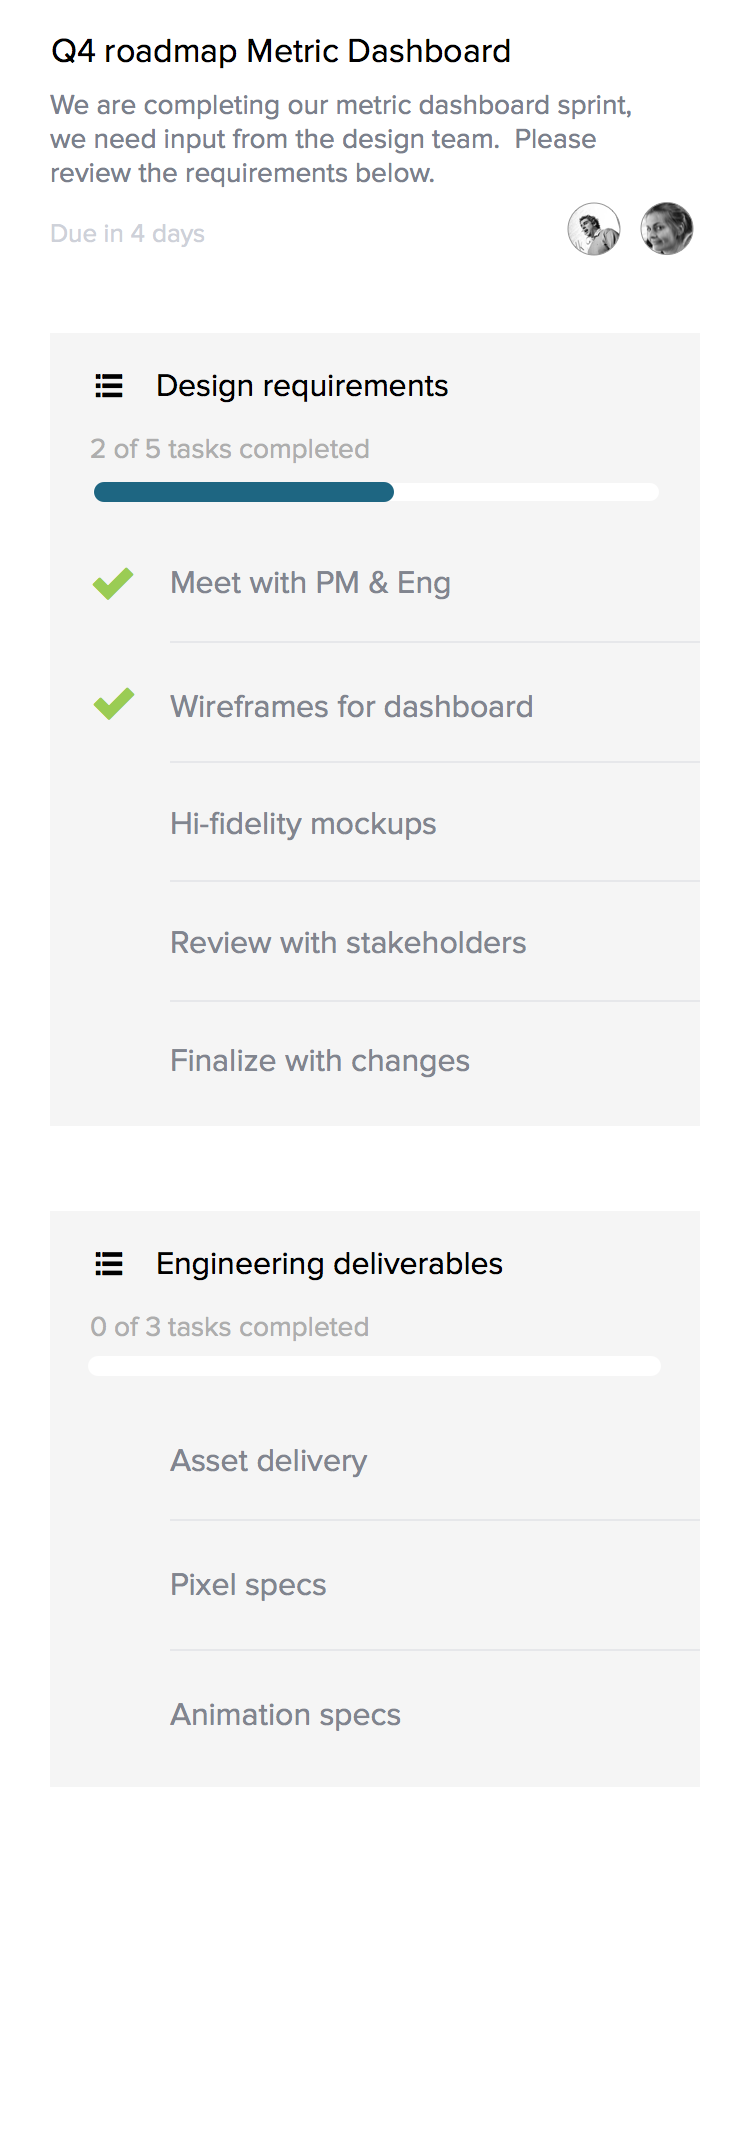 Q4 roadmap Metric Dashboard
We are completing our metric dashboard sprint,
we need input from the design team.  Please
review the requirements below.
Due in 4 days
Design requirements
2 of 5 tasks completed
Meet with PM & Eng
Wireframes for dashboard
Hi-fidelity mockups
Review with stakeholders
Finalize with changes
Engineering deliverables
0 of 3 tasks completed
Asset delivery
Pixel specs
Animation specs